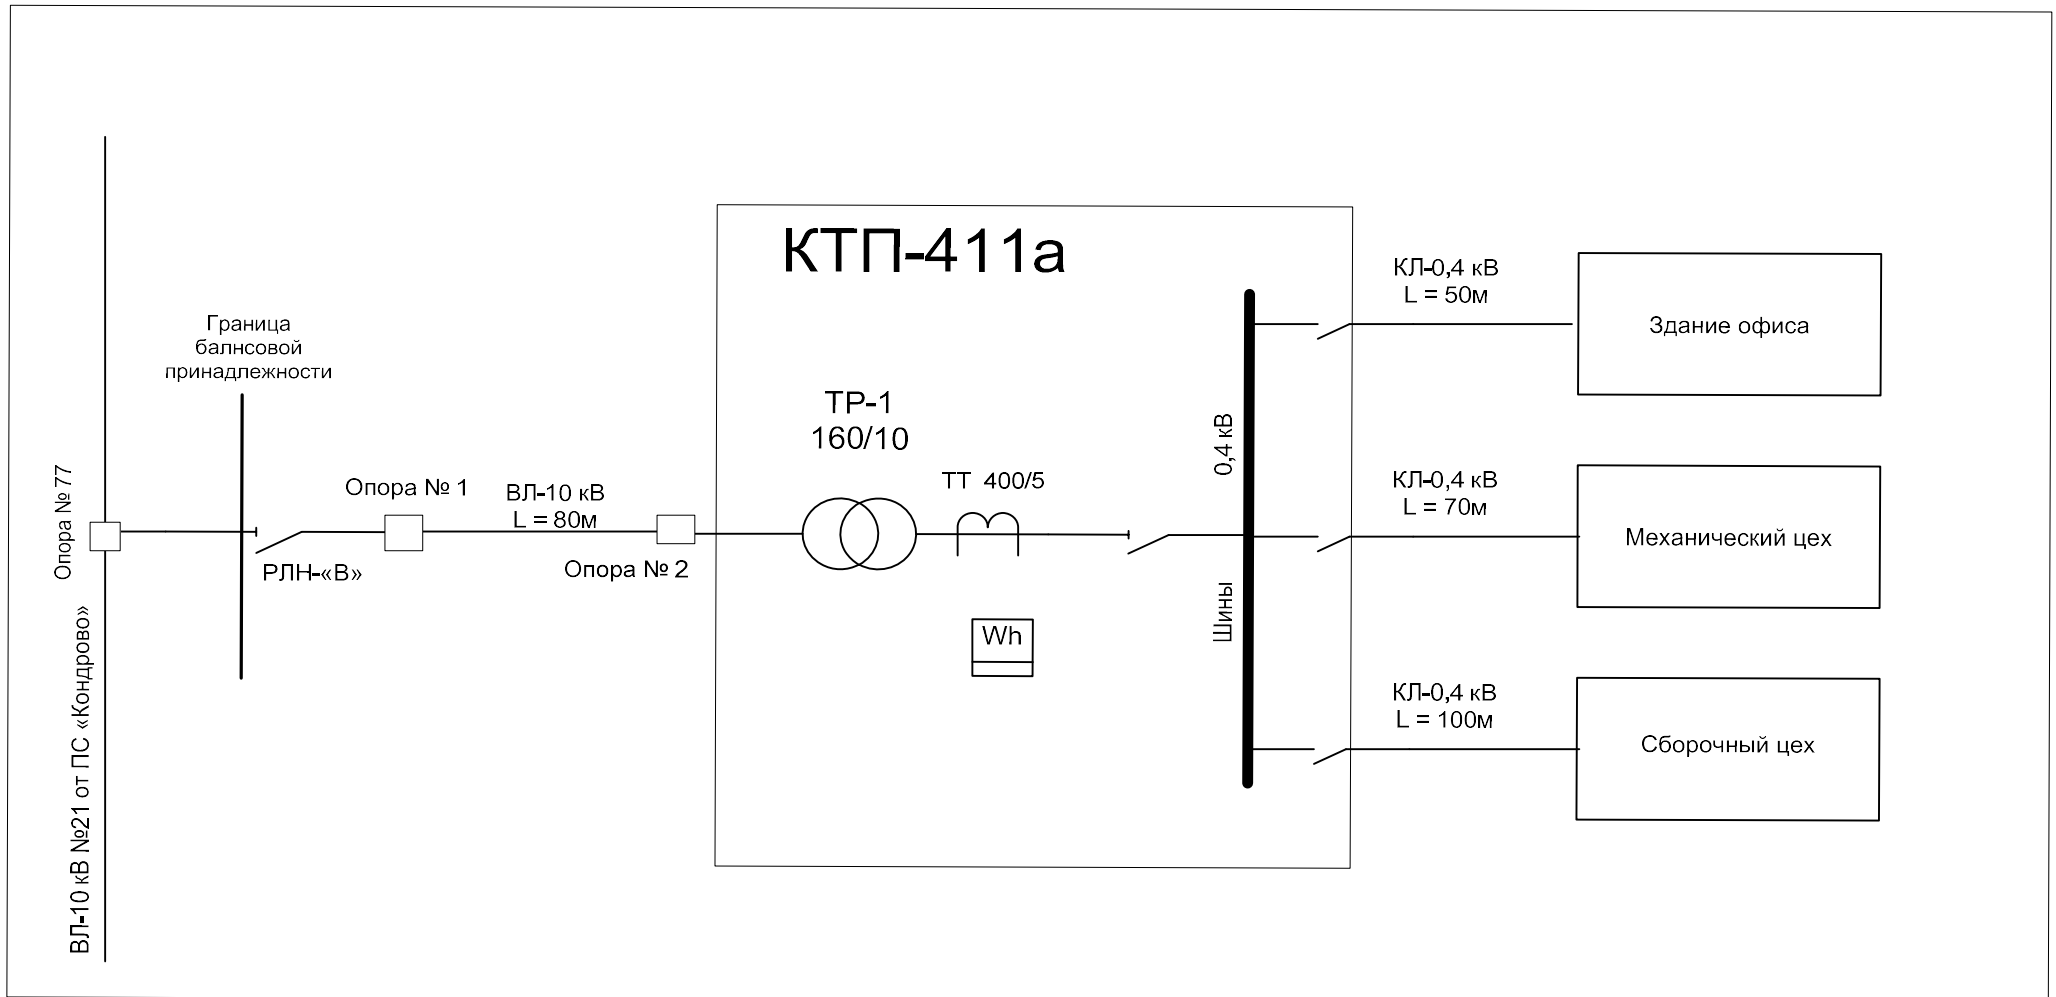 КТП-411а
Граница
балнсовой
принадлежности
Опора № 77
ВЛ-10 кВ №21 от ПС «Кондрово»
РЛН-«В»
Опора № 1
ВЛ-10 кВ
L = 80м
Опора № 2
ТР-1
160/10
ТТ 400/5
Wh
0,4 кВ
Шины
КЛ-0,4 кВ
L = 50м
Здание офиса
КЛ-0,4 кВ
L = 70м
Механический цех
КЛ-0,4 кВ
L = 100м
Сборочный цех